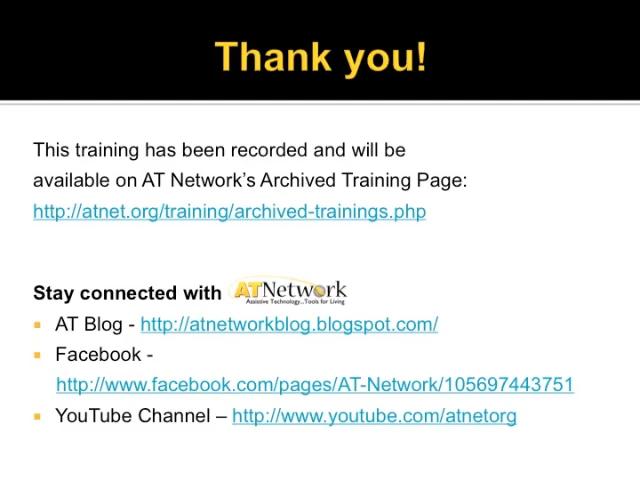 Thank you!
This training has been recorded and will be
available on AT Network’s Archived Training Page:
http://atnet.org/training/archived-trainings.php
Stay connected with ATNetwork
Assistive Technology...Tools for Living
AT Blog - http://atnetworkblog.blogspot.com/
Facebook -
http://www.facebook.com/pages/AT-Network/105697443751
YouTube Channel – http://www.youtube.com/atnetorg